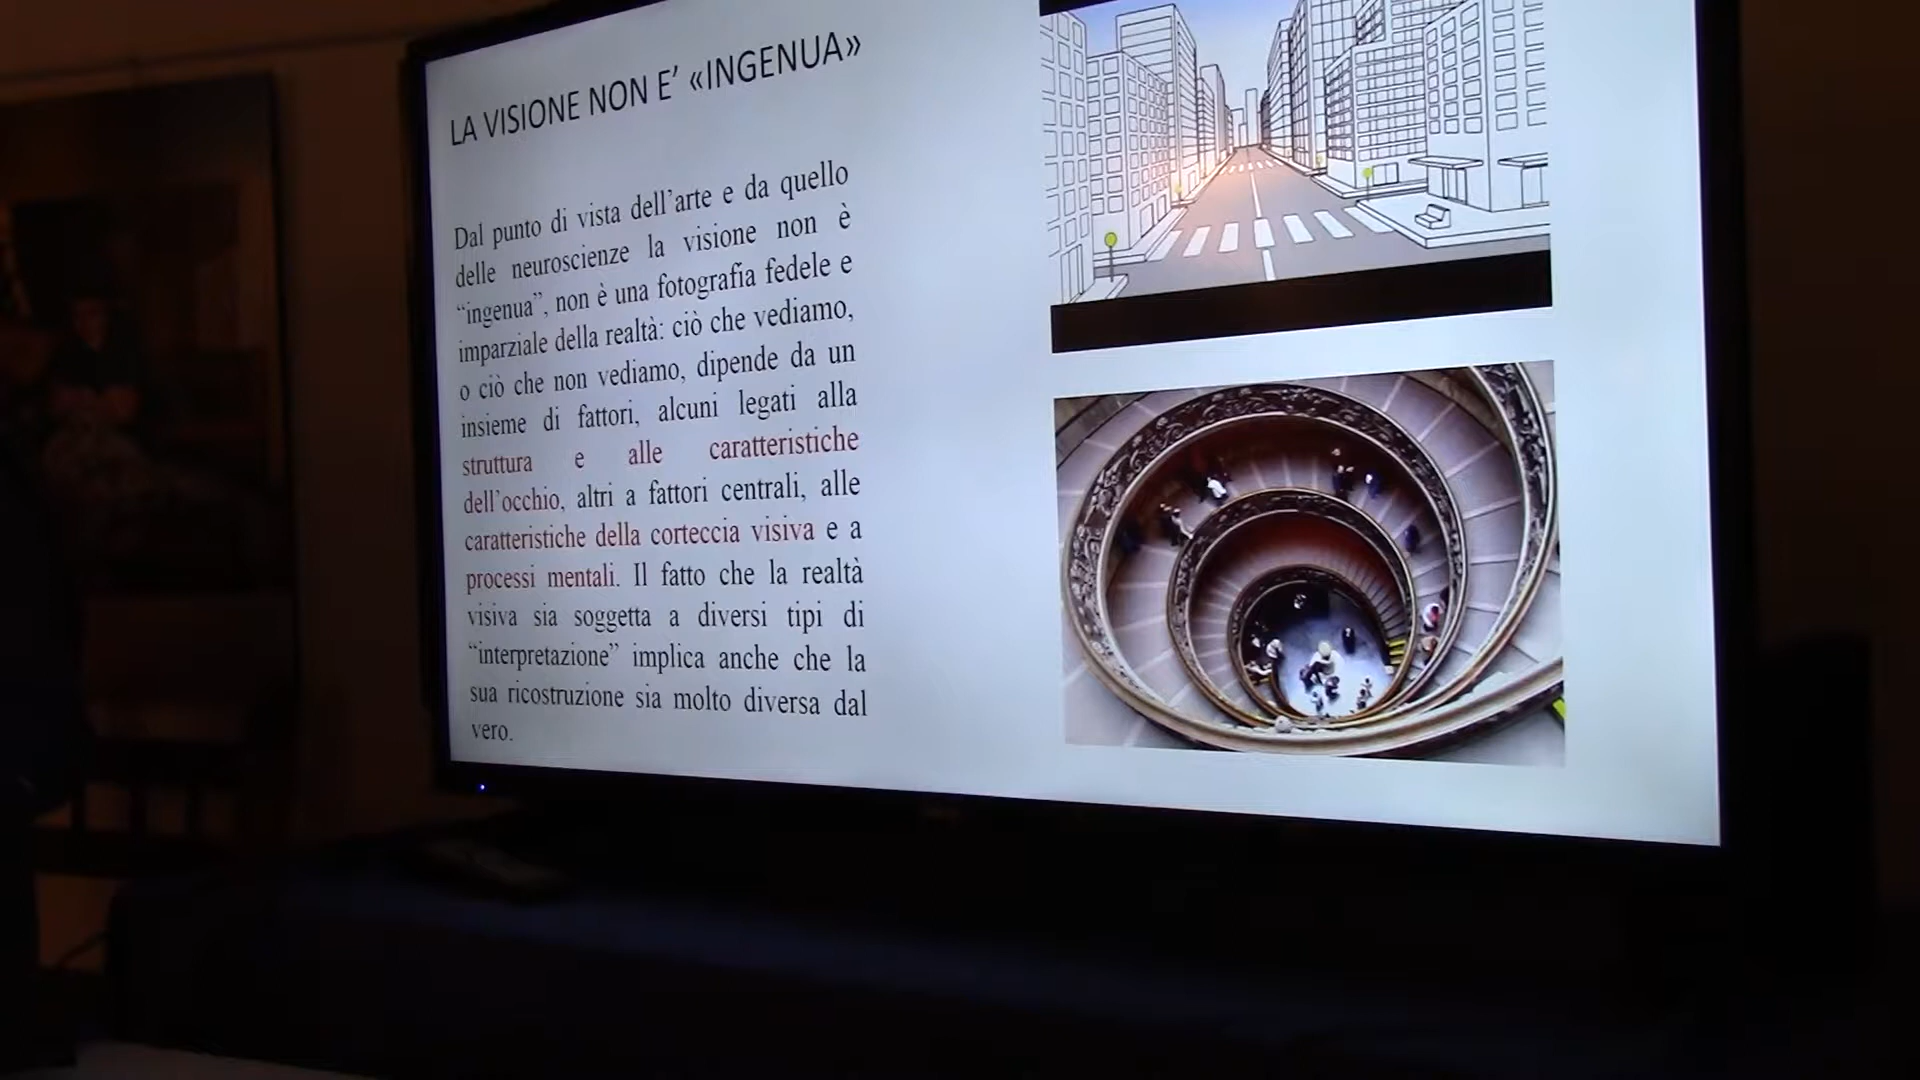 LA VISIONE NON E’ «INGENUA»
Dal punto di vista dell’arte e da quello
delle neuroscienze la visione non è
“ingenua”, non è una fotografia fedele e
imparziale della realtà: ciò che vediamo,
o ciò che non vediamo, dipende da un
insieme di fattori, alcuni legati alla
struttura e alle caratteristiche
dell’occhio, altri a fattori centrali, alle
caratteristiche della corteccia visiva e a
processi mentali. Il fatto che la realtà
visiva sia soggetta a diversi tipi di
“interpretazione” implica anche che la
sua ricostruzione sia molto diversa dal
vero.